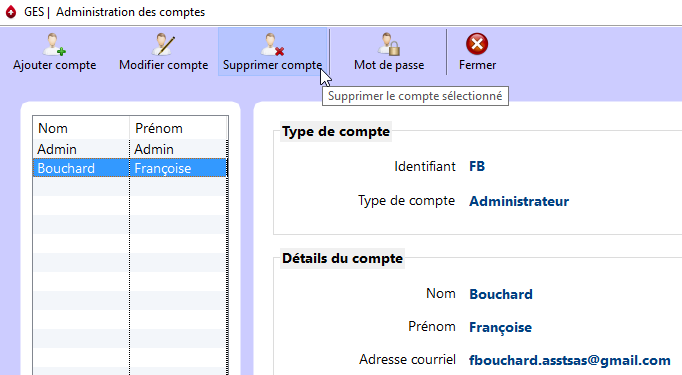 GES | Administration des comptes
Ajouter compte Modifier compte Supprimer compte Mot de passe Fermer
Supprimer le compte sélectionné
Nom Prénom
Admin Admin
Bouchard Françoise
Type de compte
Identifiant FB
Type de compte Administrateur
Détails du compte
Nom Bouchard
Prénom Françoise
Adresse courriel fbouchard.asstsas@gmail.com